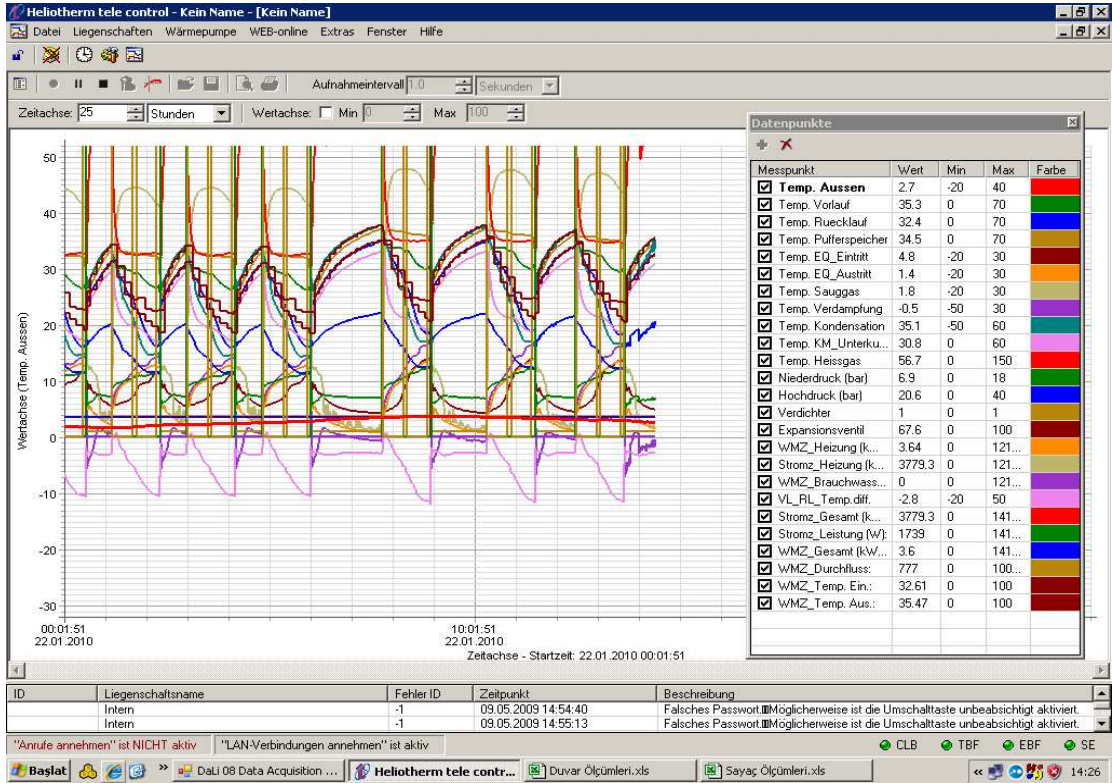 Heliotherm tele control - Kein Name - [Kein Name]
Datei Liegenschaften Wärmepumpe WEB-online Extras Fenster Hilfe
Aufnahmeintervall 1.0 Sekunden
Zeitachse: 25 Stunden Wertachse: Min 0 Max 100
Datenpunkte
Messpunkt Wert Min Max Farbe
Temp. Aussen 2.7 -20 40
Temp. Vorlauf 35.3 0 70
Temp. Ruecklauf 32.4 0 70
Temp. Pufferspeicher 34.5 0 70
Temp. EQ_Eintritt 4.8 -20 30
Temp. EQ_Austritt 1.4 -20 30
Temp. Sauggas 1.8 -20 30
Temp. Verdampfung -0.5 -50 30
Temp. Kondensation 35.1 -50 60
Temp. KM_Unterku... 30.8 0 60
Temp. Heissgas 56.7 0 150
Niederdruck (bar) 6.9 0 18
Hochdruck (bar) 20.6 0 40
Verdichter 1 0 1
Expansionsventil 67.6 0 100
WMZ_Heizung (k... 3.64 0 121...
Stromz_Heizung (k... 3779.3 0 121...
WMZ_Brauchwass... 0 0 121...
VL_RL_Temp.diff. -2.8 -20 50
Stromz_Gesamt (k... 3779.3 0 141...
Stromz_Leistung (W): 1739 0 141...
WMZ_Gesamt (kW... 3.6 0 141...
WMZ_Durchfluss: 777 0 100...
WMZ_Temp. Ein.: 32.61 0 100
WMZ_Temp. Aus.: 35.47 0 100
Wertachse (Temp. Aussen)
50
40
30
20
10
0
-10
-20
-30
00:01:51 10:01:51
22.01.2010 22.01.2010
Zeitachse - Startzeit: 22.01.2010 00:01:51
ID Liegenschaftsname Fehler ID Zeitpunkt Beschreibung
Intern -1 09.05.2009 14:54:40 Falsches Passwort.Möglicherweise ist die Umschalttaste unbeabsichtigt aktiviert.
Intern -1 09.05.2009 14:55:13 Falsches Passwort.Möglicherweise ist die Umschalttaste unbeabsichtigt aktiviert.
"Anrufe annehmen" ist NICHT aktiv "LAN-Verbindungen annehmen" ist aktiv CLB TBF EBF SE
Başlat » DaLi 08 Data Acquisition ... Heliotherm tele contr... Duvar Ölçümleri.xls Sayaç Ölçümleri.xls « 14:26